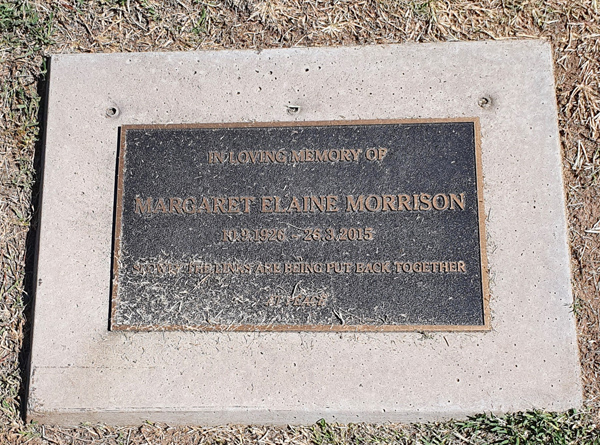 IN LOVING MEMORY OF
MARGARET ELAINE MORRISON
10.9.1926 – 26.3.2015
THE LINKS ARE BEING PUT BACK TOGETHER